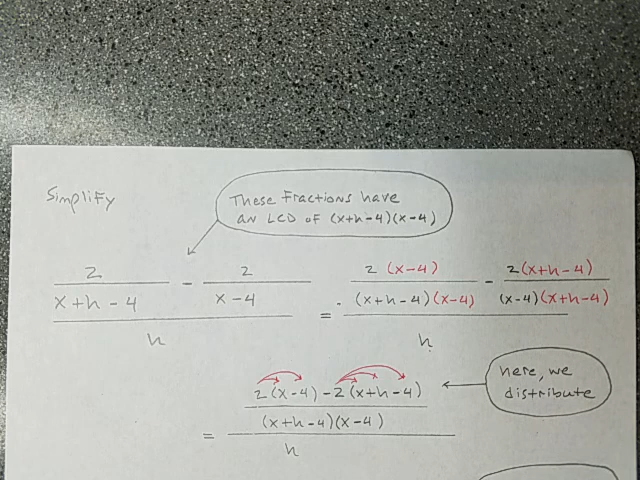 Simplify
These Fractions have
an LCD of (x+h-4)(x-4)
2/(x+h-4) - 2/(x-4)
h
= 2(x-4)/((x+h-4)(x-4)) - 2(x+h-4)/((x-4)(x+h-4))
h
here, we
distribute
2(x-4)-2(x+h-4)
(x+h-4)(x-4)
=
h